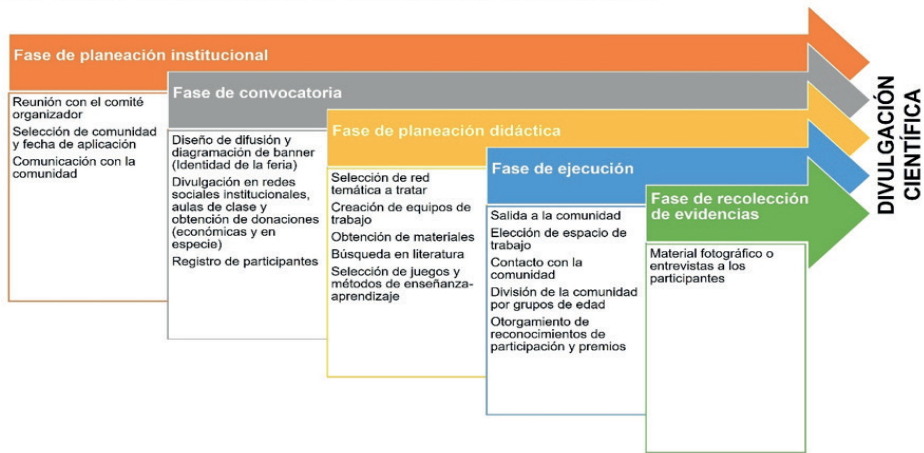 Fase de planeación institucional
Reunión con el comité
organizador
Selección de comunidad
y fecha de aplicación
Comunicación con la
comunidad
Fase de convocatoria
Diseño de difusión y
diagramación de banner
(Identidad de la feria)
Divulgación en redes
sociales institucionales,
aulas de clase y
obtención de donaciones
(económicas y en
especie)
Registro de participantes
Fase de planeación didáctica
Selección de red
temática a tratar
Creación de equipos de
trabajo
Obtención de materiales
Búsqueda en literatura
Selección de juegos y
métodos de enseñanza-
aprendizaje
Fase de ejecución
Salida a la comunidad
Elección de espacio de
trabajo
Contacto con la
comunidad
División de la comunidad
por grupos de edad
Otorgamiento de
reconocimientos de
participación y premios
Fase de recolección
de evidencias
Material fotográfico o
entrevistas a los
participantes
DIVULGACIÓN
CIENTÍFICA